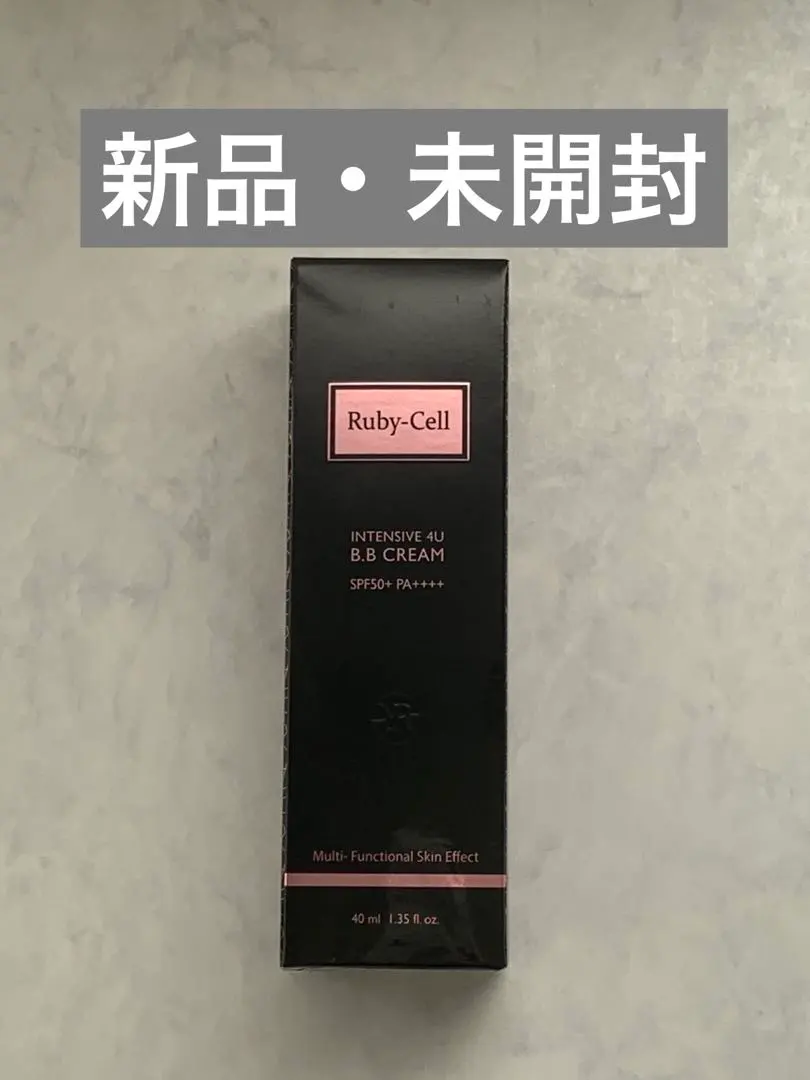 新品・未開封
Ruby-Cell
INTENSIVE 4U
B.B CREAM
SPF50+ PA++++
Multi- Functional Skin Effect
40 ml 1.35 fl. oz.